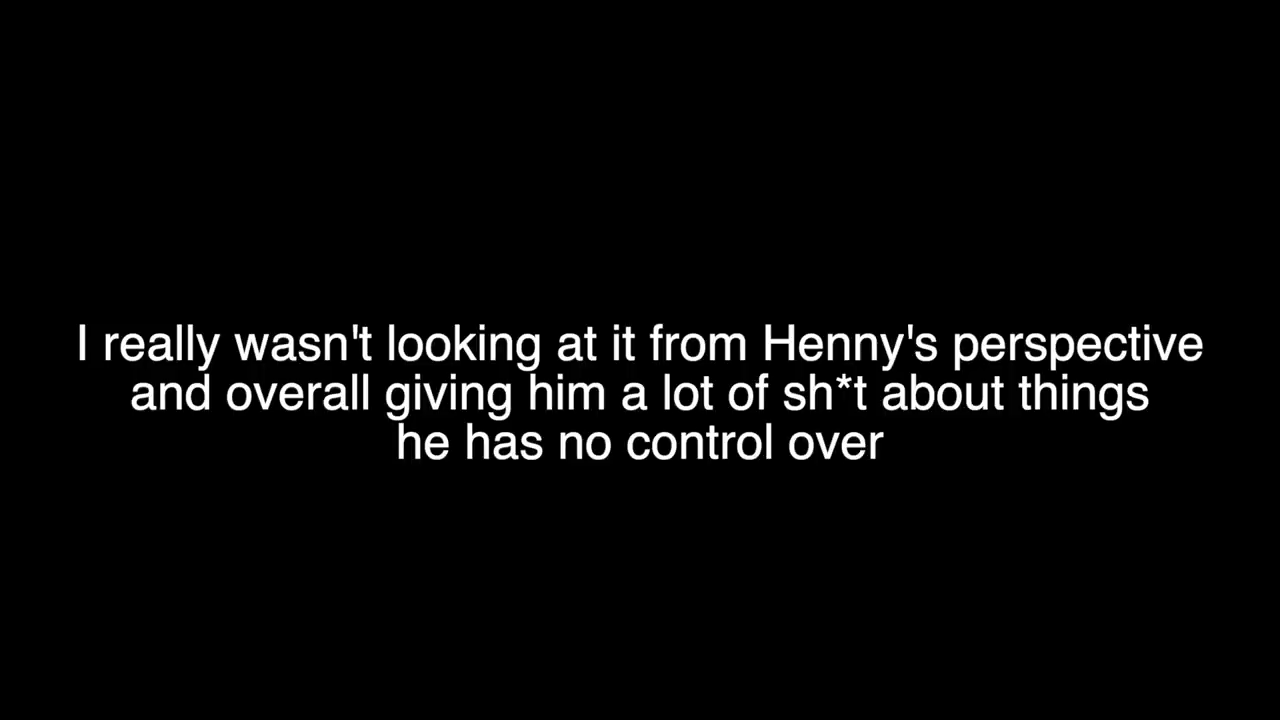 I really wasn't looking at it from Henny's perspective
and overall giving him a lot of sh*t about things
he has no control over